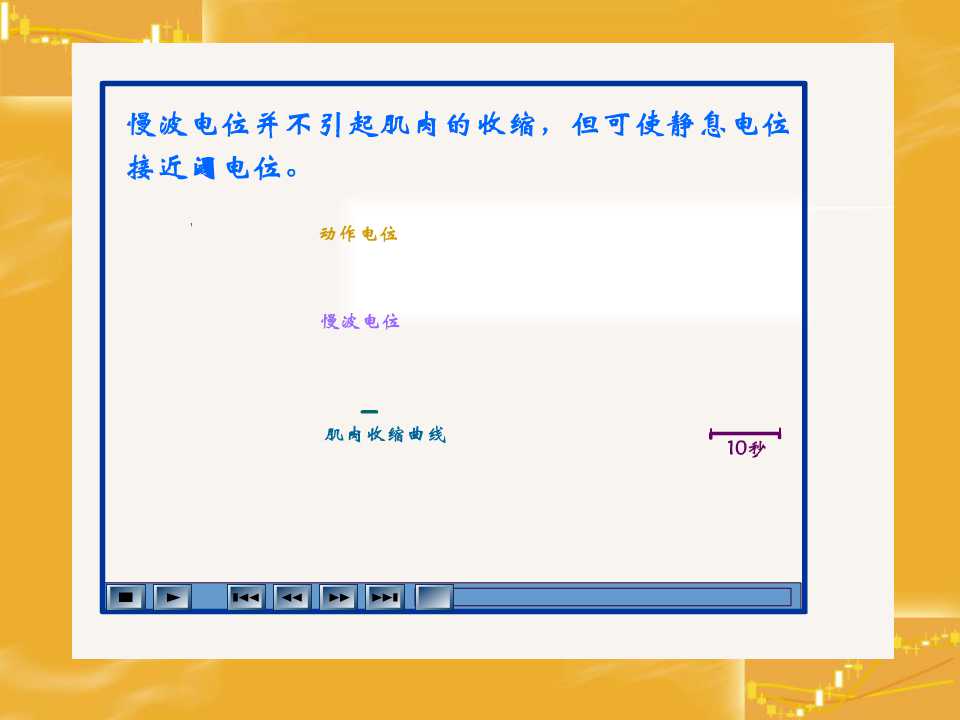 慢波电位并不引起肌肉的收缩，但可使静息电位
接近阈电位。
动作电位
慢波电位
肌肉收缩曲线
10秒